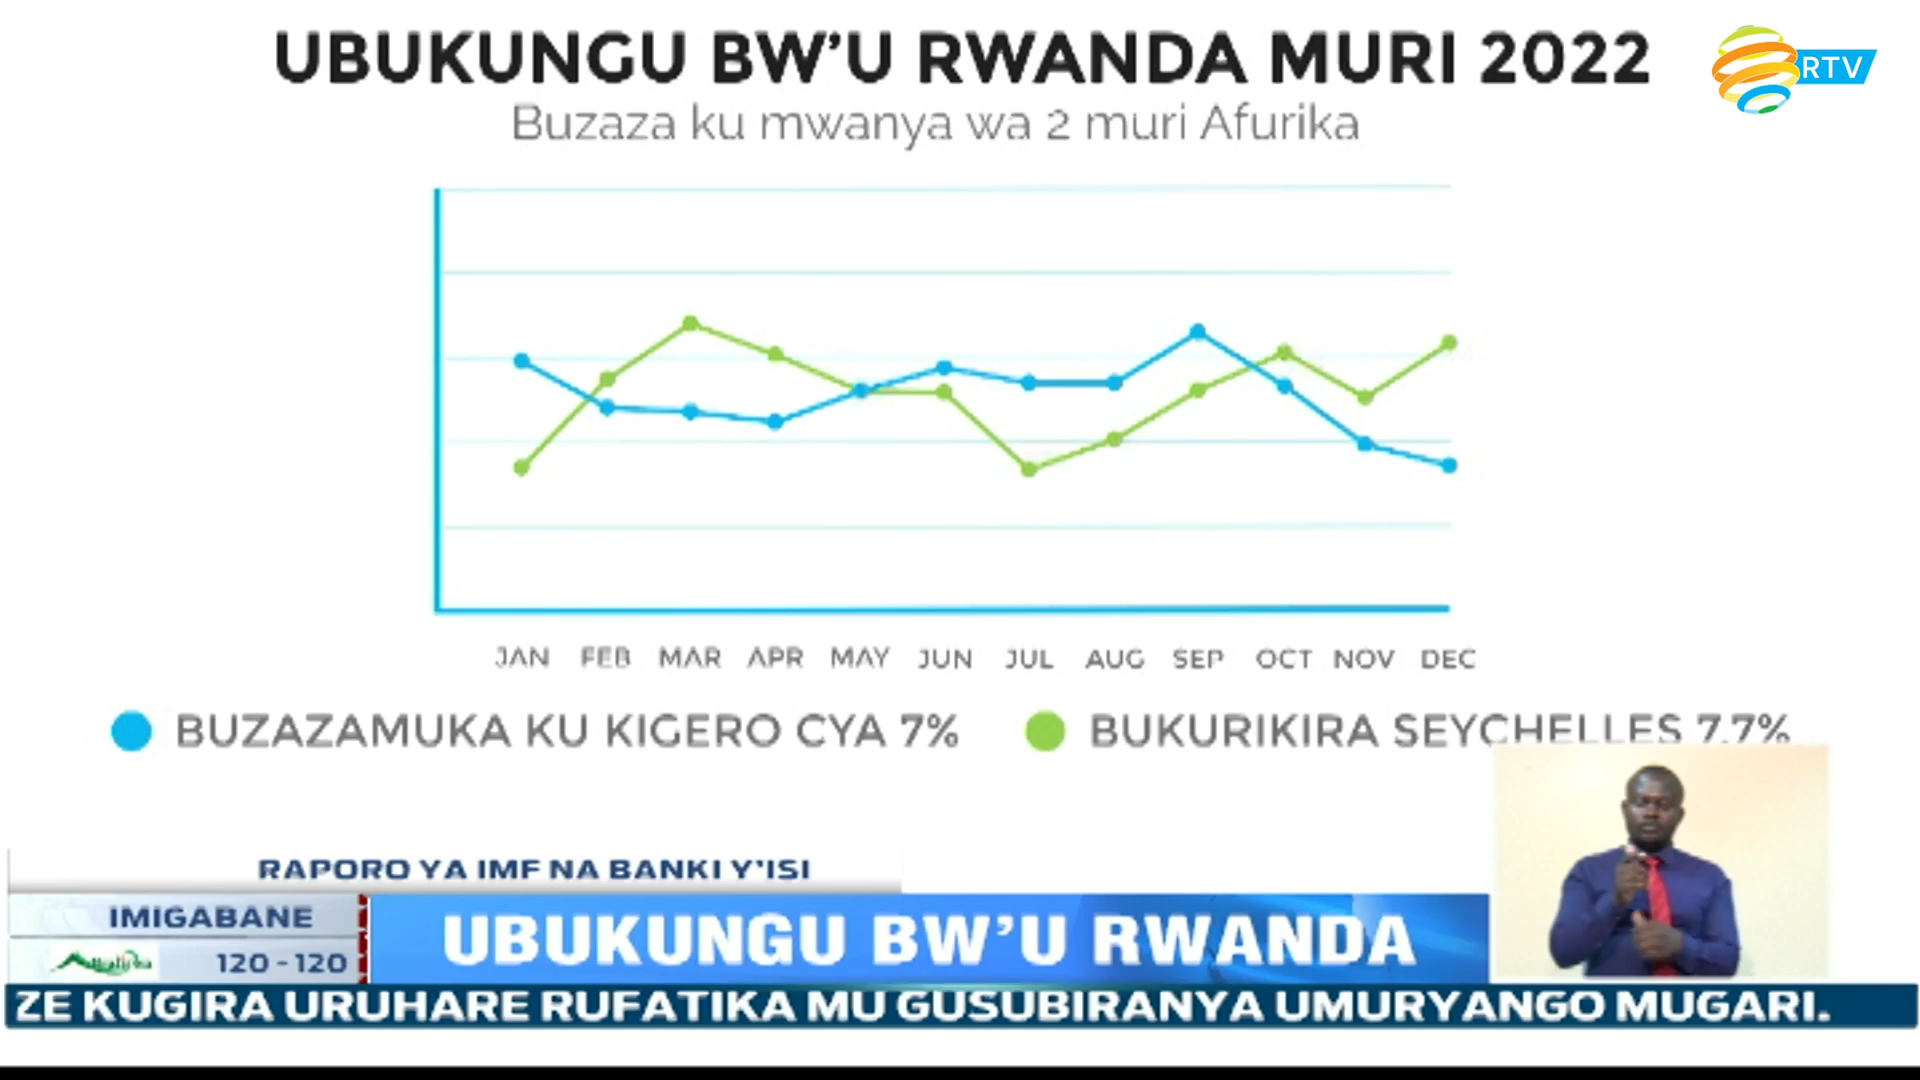 UBUKUNGU BW'U RWANDA MURI 2022
RTV
Buzaza ku mwanya wa 2 muri Afurika
JAN FEB MAR APR MAY JUN JUL AUG SEP OCT NOV DEC
BUZAZAMUKA KU KIGERO CYA 7%
BUKURIKIRA SEYCHELLES 7.7%
RAPORO YA IMF NA BANKI Y'ISI
IMIGABANE
120 - 120
UBUKUNGU BW'U RWANDA
ZE KUGIRA URUHARE RUFATIKA MU GUSUBIRANYA UMURYANGO MUGARI.